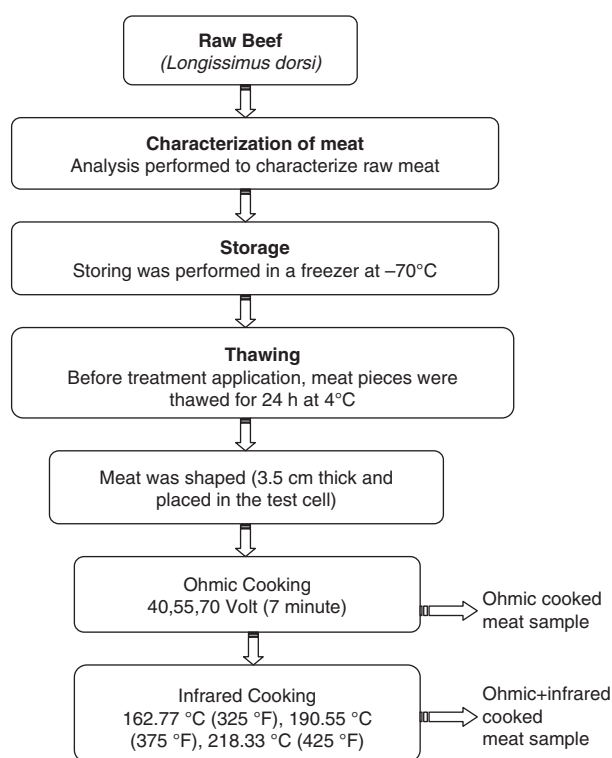 Raw Beef
(Longissimus dorsi)
Characterization of meat
Analysis performed to characterize raw meat
Storage
Storing was performed in a freezer at –70°C
Thawing
Before treatment application, meat pieces were
thawed for 24 h at 4°C
Meat was shaped (3.5 cm thick and
placed in the test cell)
Ohmic Cooking
40,55,70 Volt (7 minute)
Ohmic cooked
meat sample
Infrared Cooking
162.77 °C (325 °F), 190.55 °C
(375 °F), 218.33 °C (425 °F)
Ohmic+infrared
cooked
meat sample